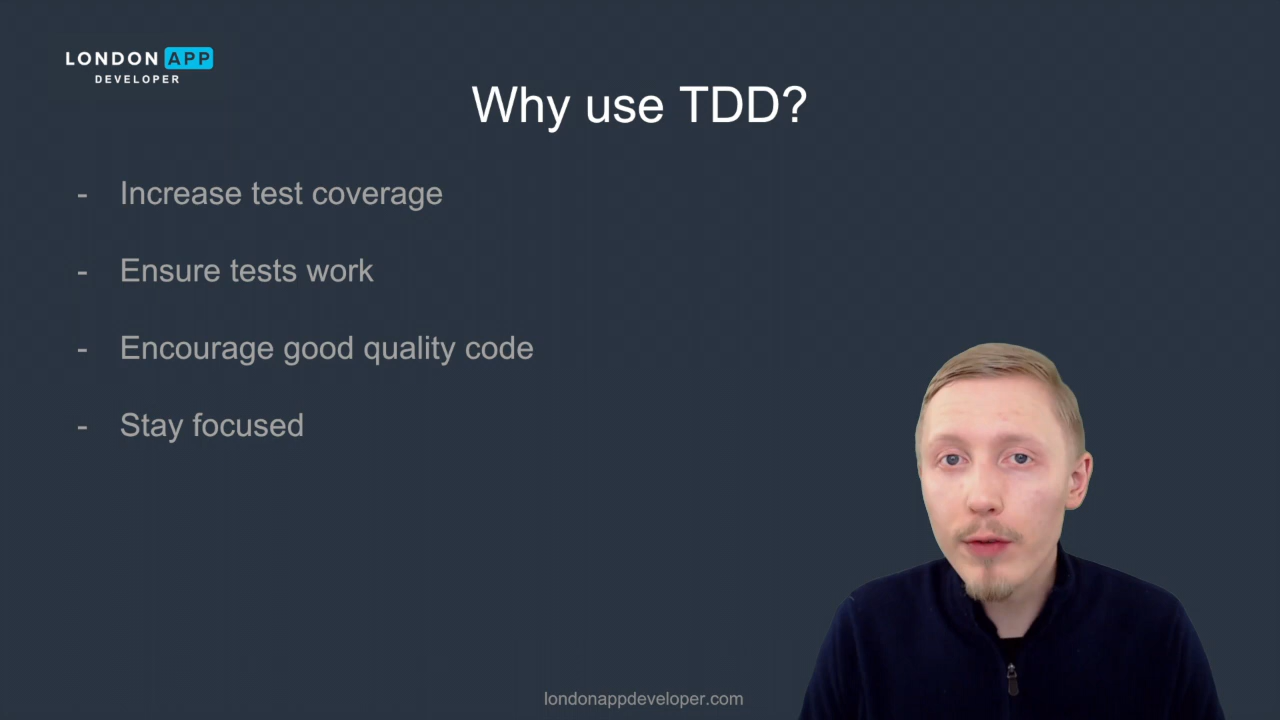 LONDON APP
DEVELOPER
Why use TDD?
- Increase test coverage
- Ensure tests work
- Encourage good quality code
- Stay focused
londonappdeveloper.com